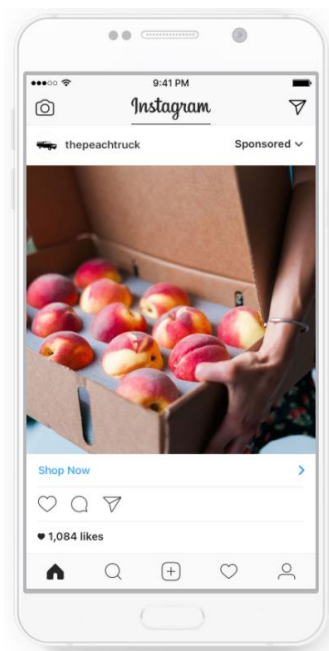 9:41 PM
Instagram
thepeachtruck Sponsored
Shop Now
1,084 likes